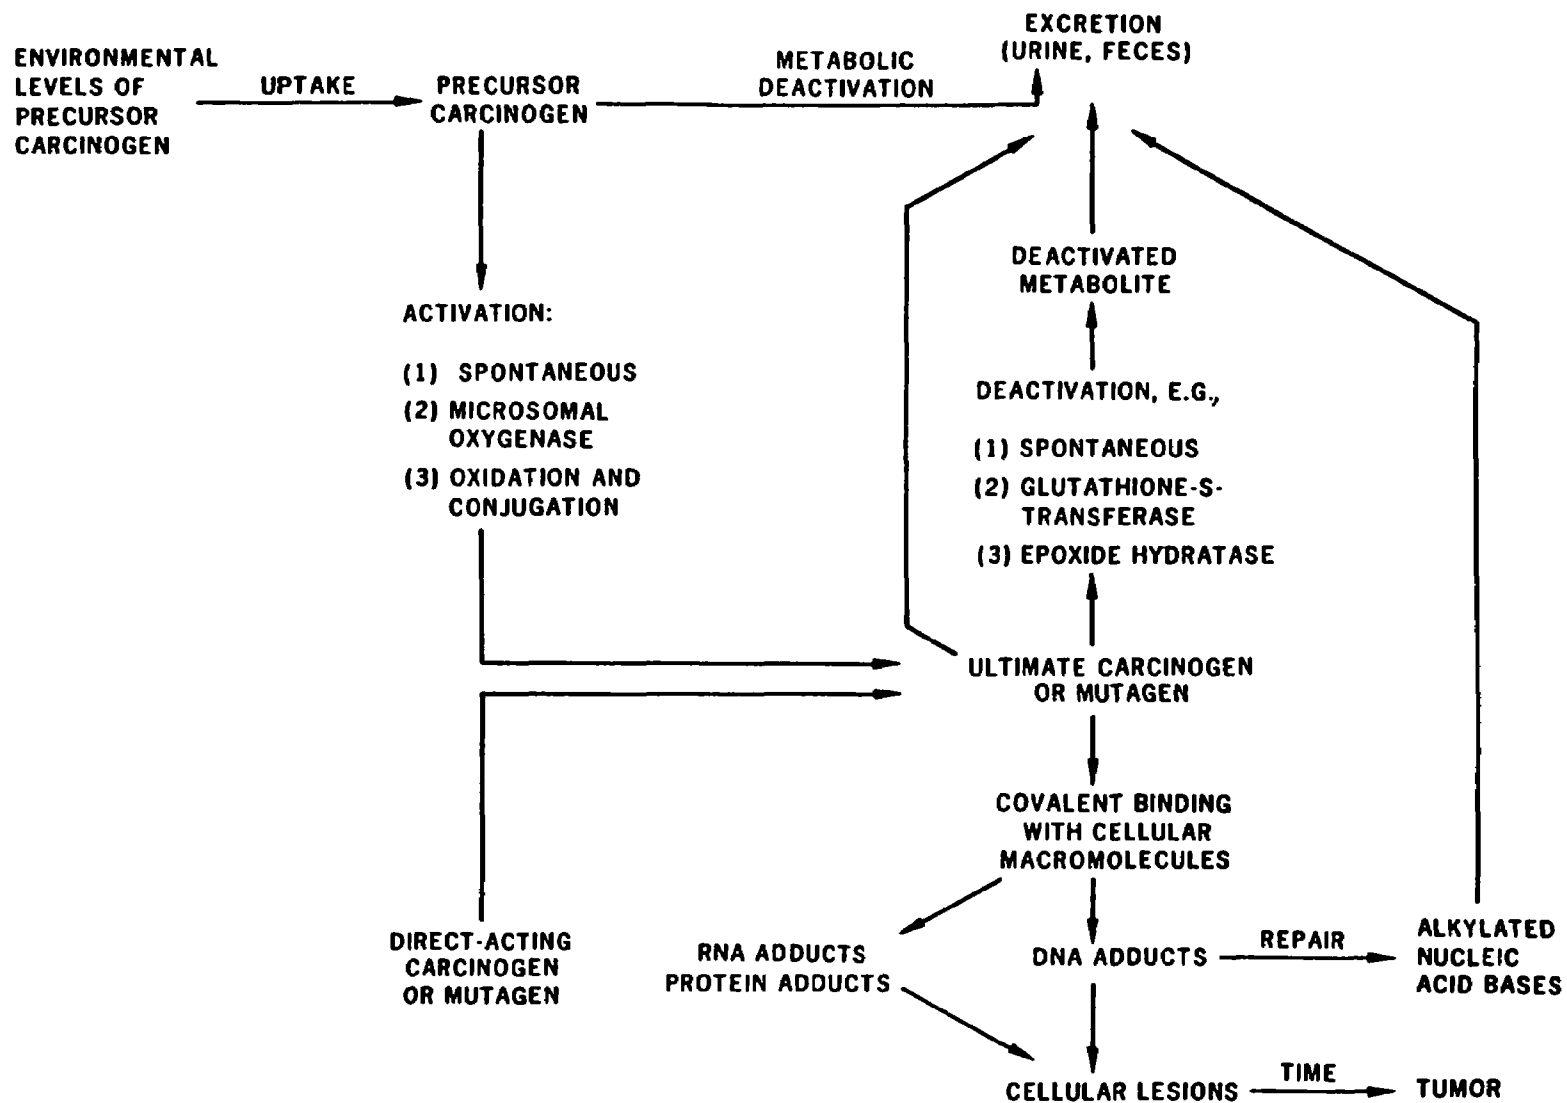 ENVIRONMENTAL
LEVELS OF
PRECURSOR
CARCINOGEN
UPTAKE
PRECURSOR
CARCINOGEN
METABOLIC
DEACTIVATION
EXCRETION
(URINE, FECES)
ACTIVATION:
(1) SPONTANEOUS
(2) MICROSOMAL
OXYGENASE
(3) OXIDATION AND
CONJUGATION
DEACTIVATED
METABOLITE
DEACTIVATION, E.G.,
(1) SPONTANEOUS
(2) GLUTATHIONE-S-
TRANSFERASE
(3) EPOXIDE HYDRATASE
ULTIMATE CARCINOGEN
OR MUTAGEN
COVALENT BINDING
WITH CELLULAR
MACROMOLECULES
DIRECT-ACTING
CARCINOGEN
OR MUTAGEN
RNA ADDUCTS
PROTEIN ADDUCTS
DNA ADDUCTS
REPAIR
ALKYLATED
NUCLEIC
ACID BASES
CELLULAR LESIONS
TIME
TUMOR